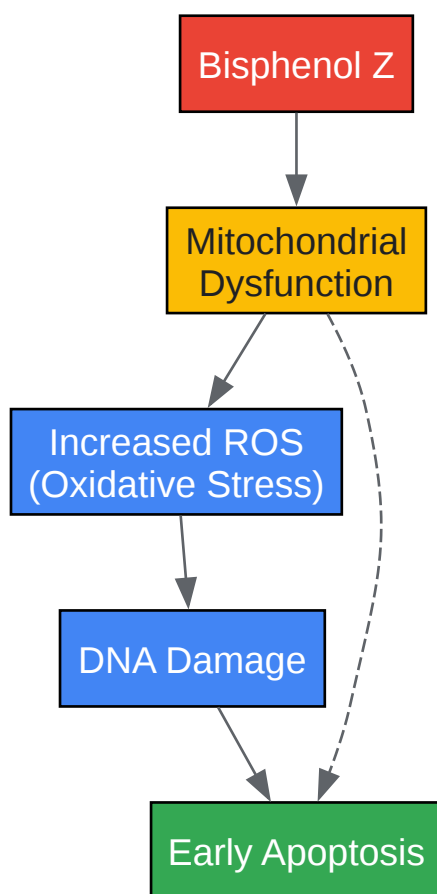 Bisphenol Z
Mitochondrial
Dysfunction
Increased ROS
(Oxidative Stress)
DNA Damage
Early Apoptosis